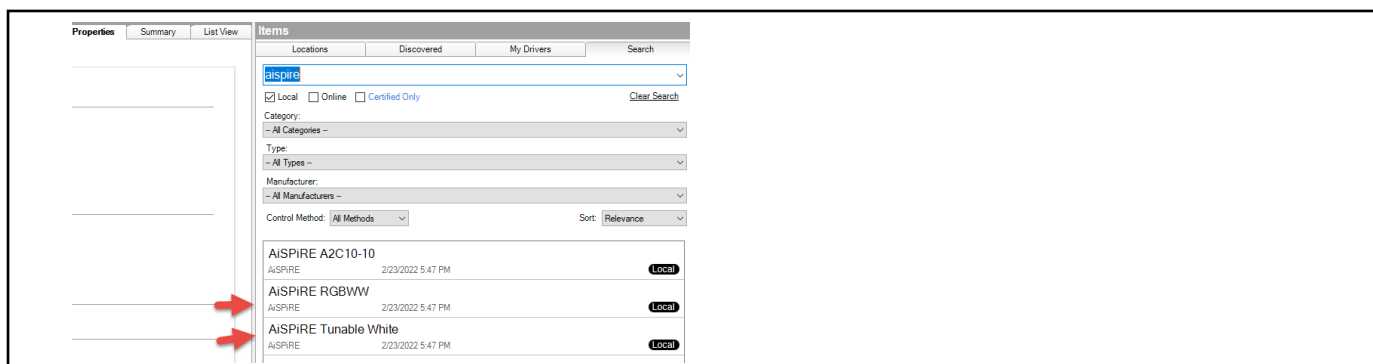 Properties Summary List View
Items
Locations Discovered My Drivers Search
aispire
Local Online Certified Only Clear Search
Category:
-- All Categories --
Type:
-- All Types --
Manufacturer:
-- All Manufacturers --
Control Method: All Methods Sort: Relevance
AiSPiRE A2C10-10
AiSPiRE 2/23/2022 5:47 PM Local
AiSPiRE RGBWW
AiSPiRE 2/23/2022 5:47 PM Local
AiSPiRE Tunable White
AiSPiRE 2/23/2022 5:47 PM Local